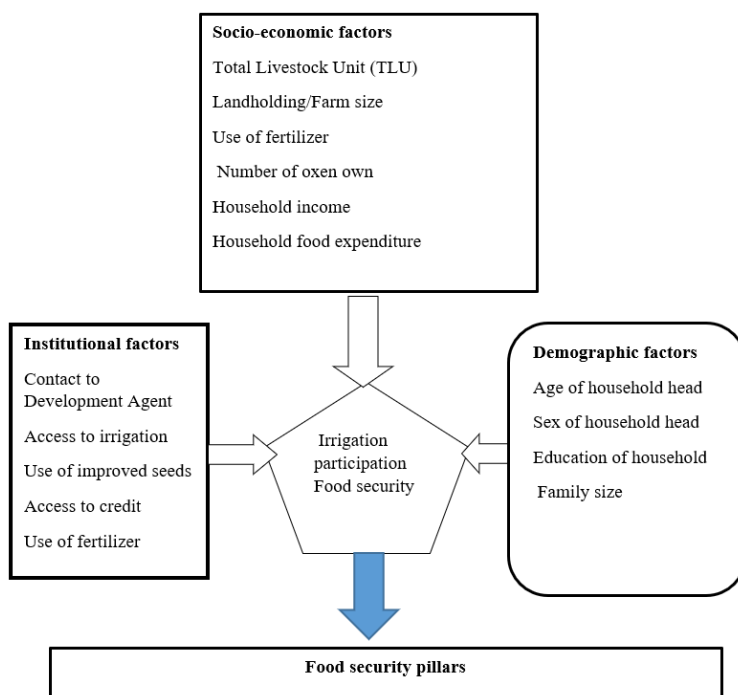 Socio-economic factors
Total Livestock Unit (TLU)
Landholding/Farm size
Use of fertilizer
Number of oxen own
Household income
Household food expenditure
Institutional factors
Contact to
Development Agent
Access to irrigation
Use of improved seeds
Access to credit
Use of fertilizer
Irrigation
participation
Food security
Demographic factors
Age of household head
Sex of household head
Education of household
Family size
Food security pillars